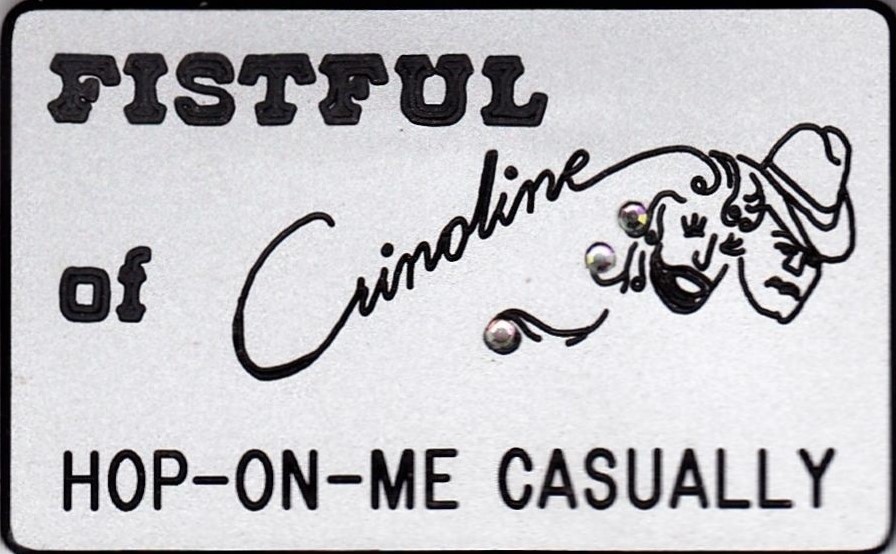 FISTFUL
of Crinoline
HOP-ON-ME CASUALLY